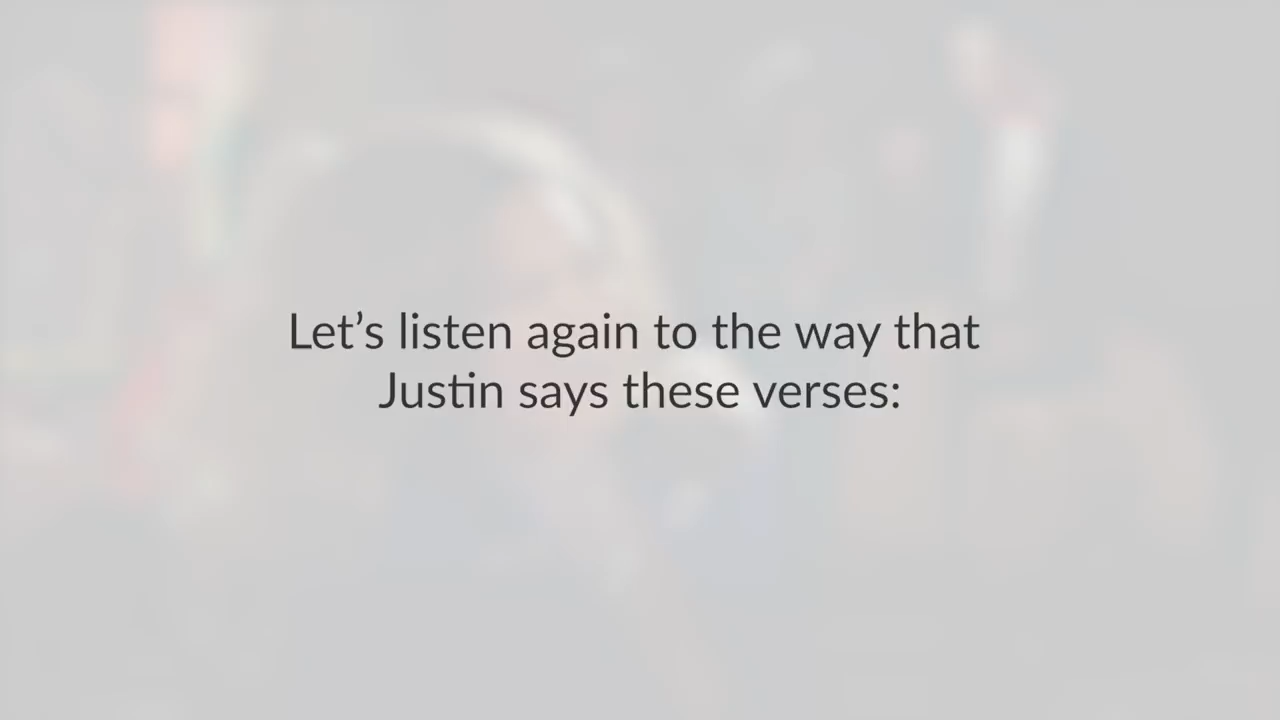 Let’s listen again to the way that
Justin says these verses: